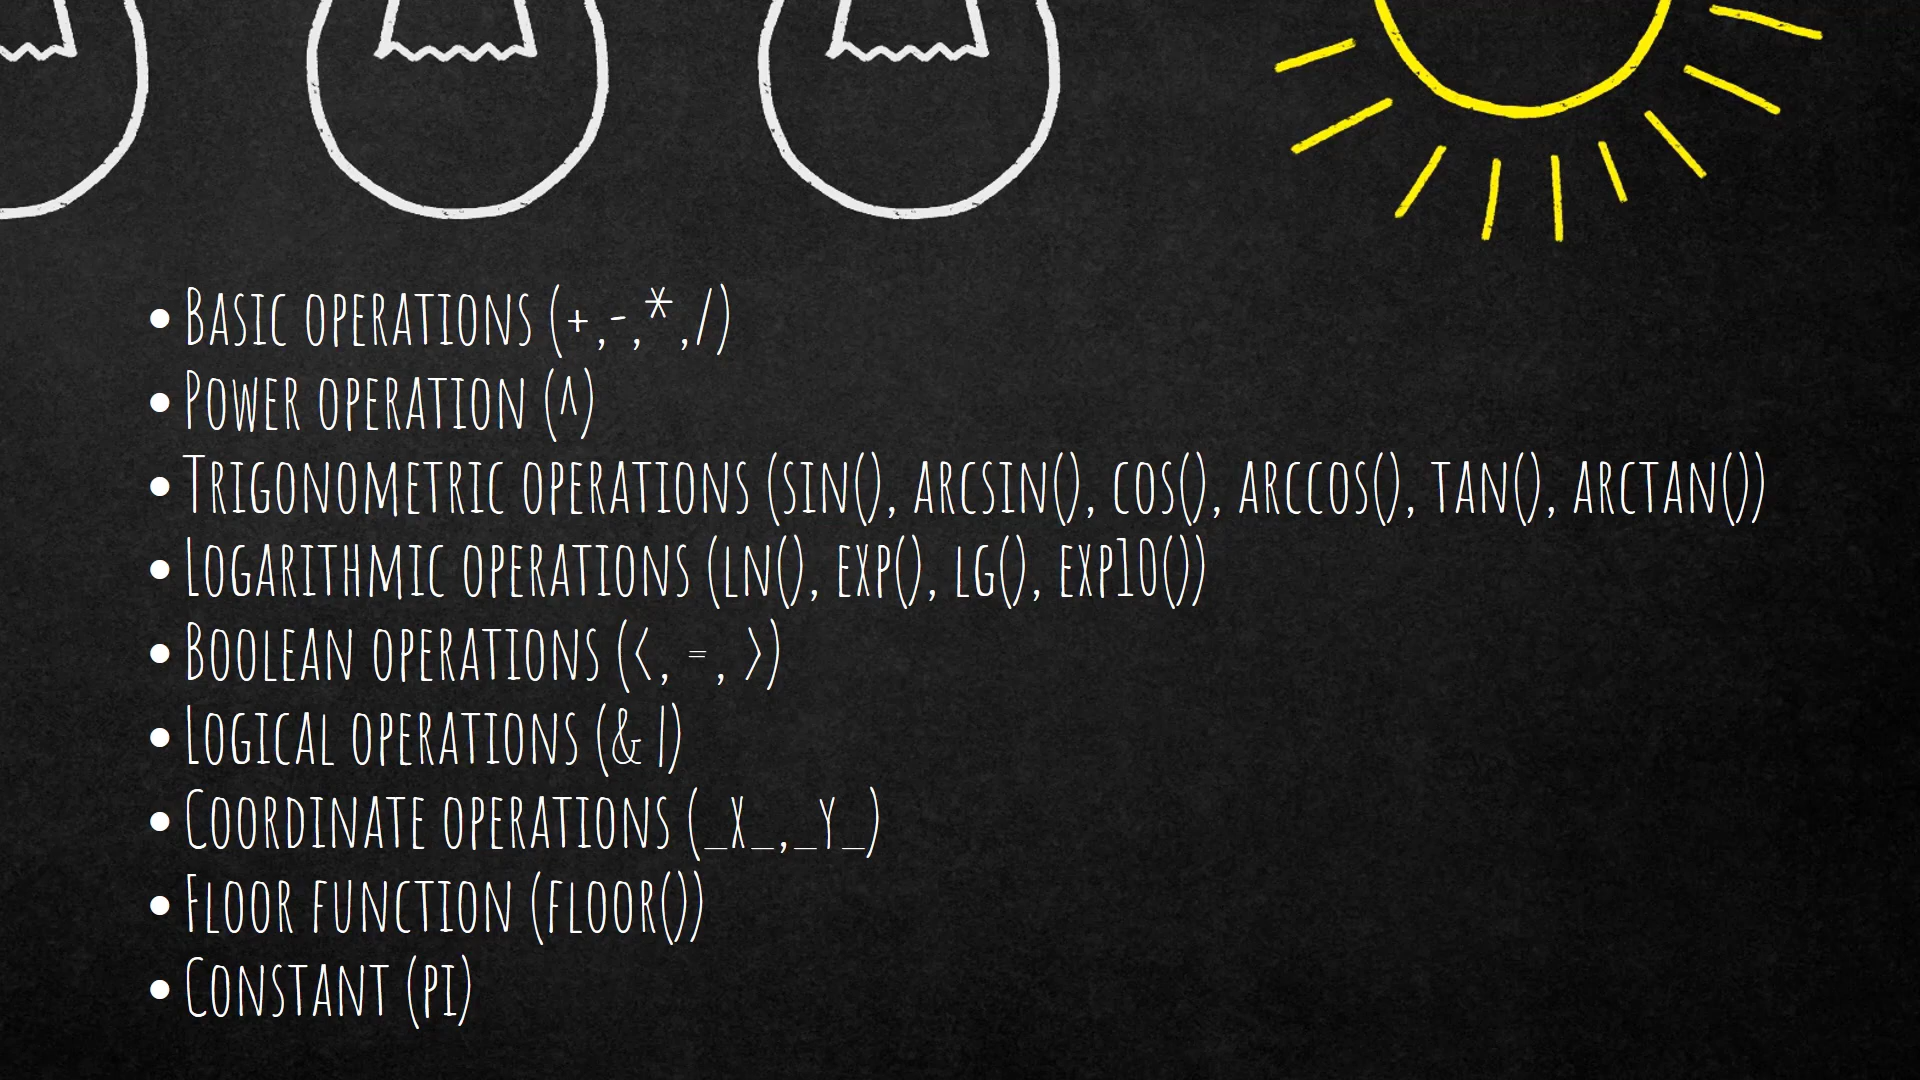 • Basic operations (+,-,*,/)
• Power operation (^)
• Trigonometric operations (sin(), arcsin(), cos(), arccos(), tan(), arctan())
• Logarithmic operations (ln(), exp(), lg(), exp10())
• Boolean operations (<, =, >)
• Logical operations (& |)
• Coordinate operations (_x_,_y_)
• Floor function (floor())
• Constant (pi)